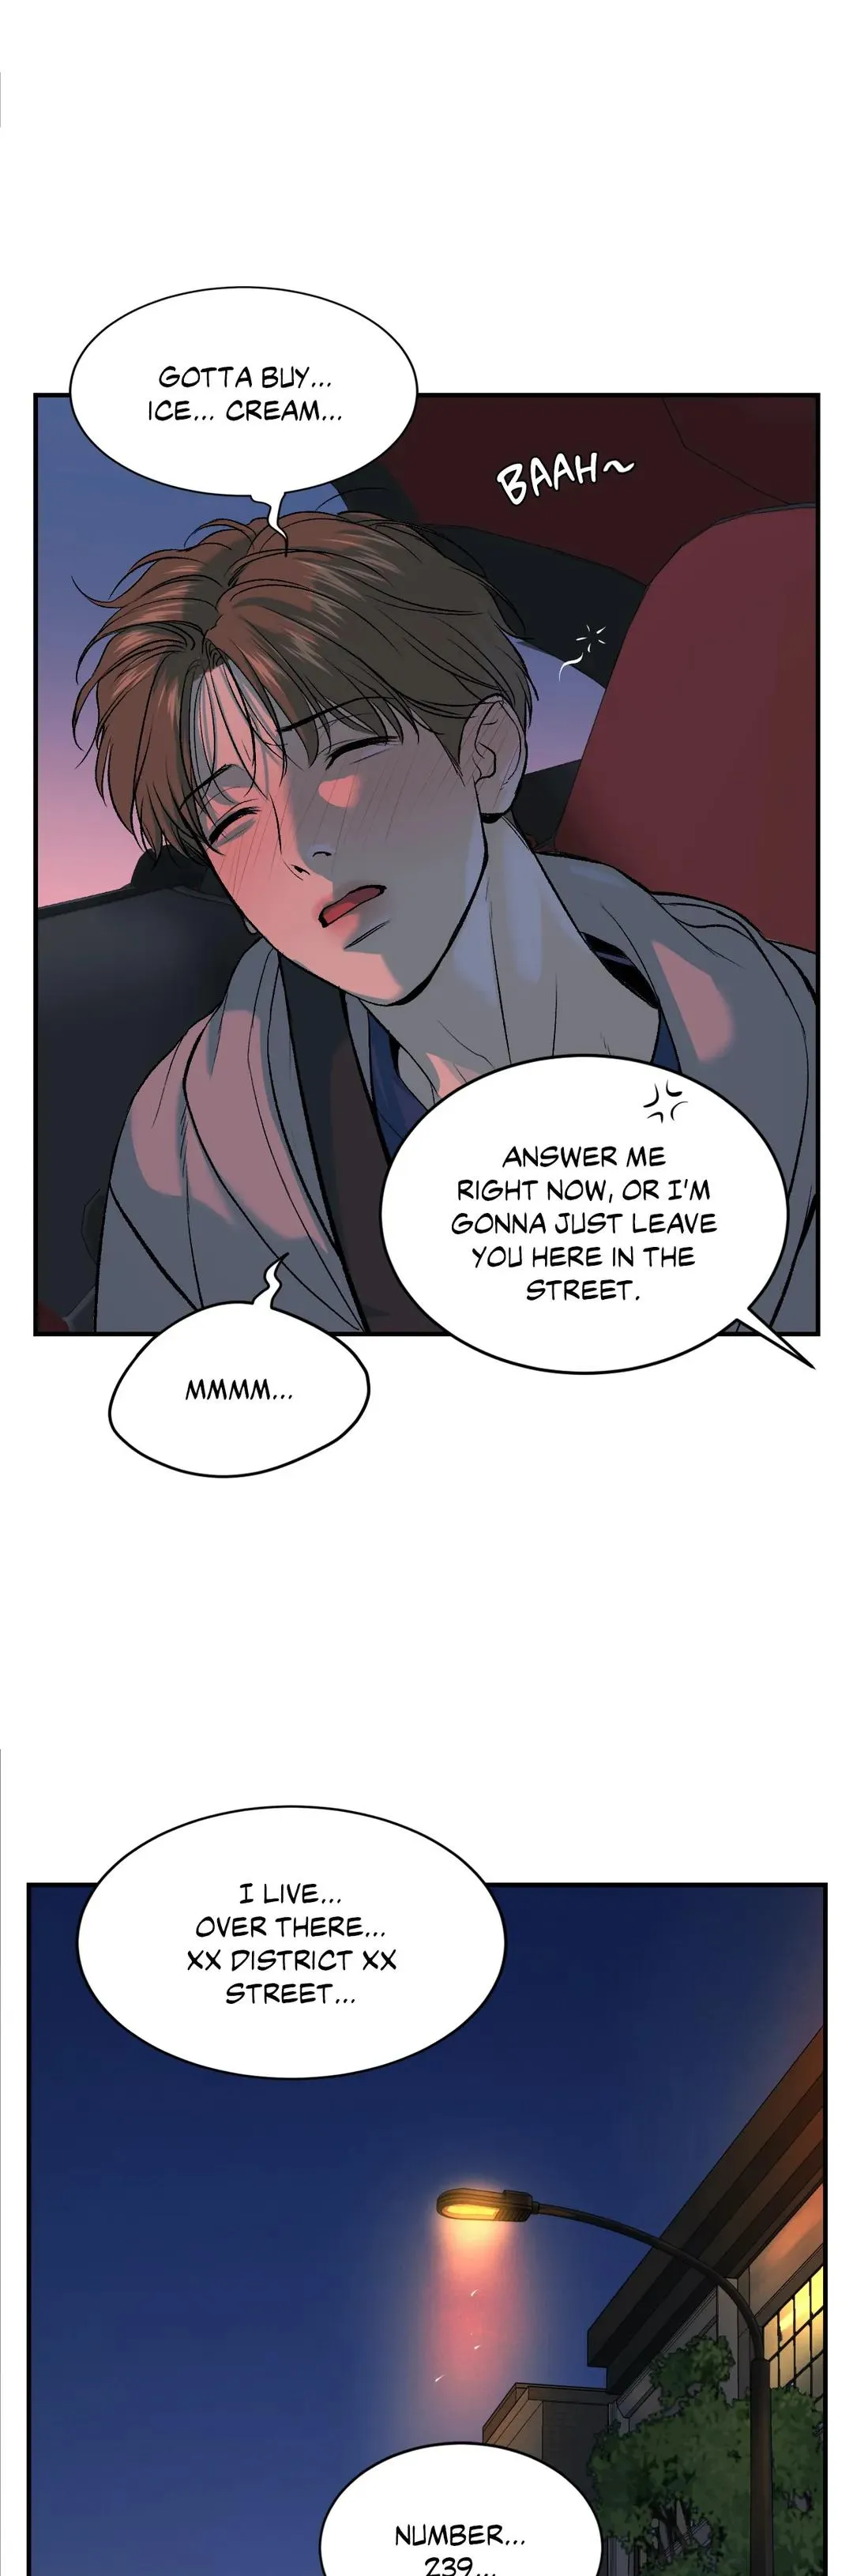 GOTTA BUY...
ICE... CREAM...
BAAH~
ANSWER ME
RIGHT NOW, OR I'M
GONNA JUST LEAVE
YOU HERE IN THE
STREET.
MMMM...
I LIVE...
OVER THERE...
XX DISTRICT XX
STREET...
NUMBER...
239...